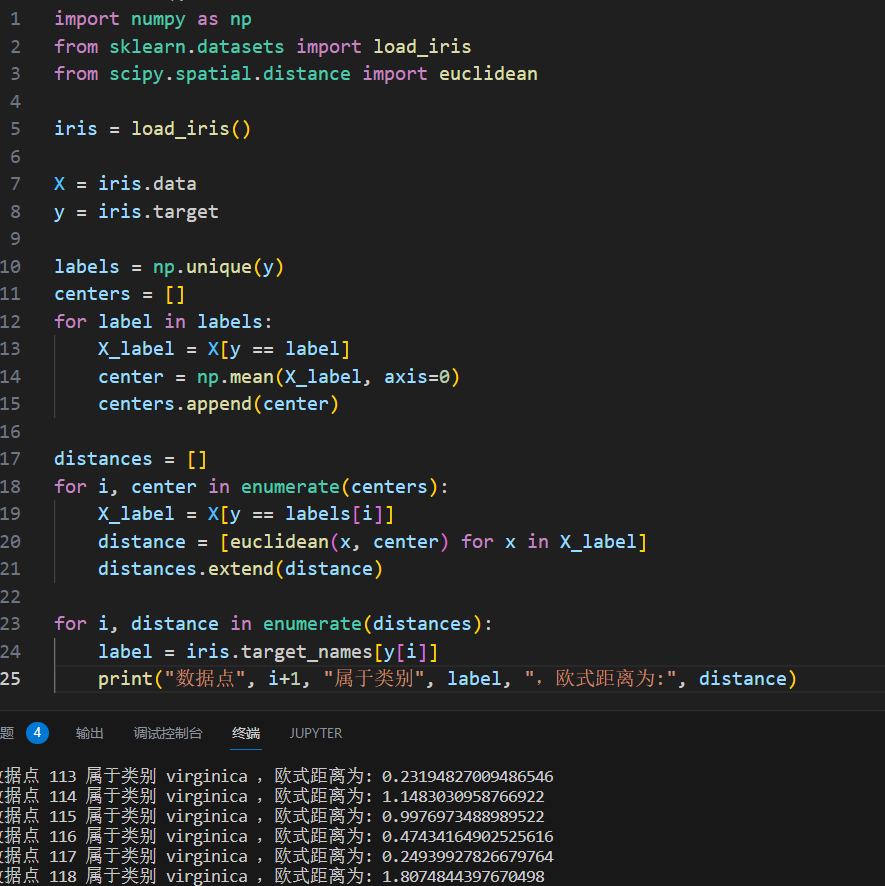 1 import numpy as np
2 from sklearn.datasets import load_iris
3 from scipy.spatial.distance import euclidean
4
5 iris = load_iris()
6
7 X = iris.data
8 y = iris.target
9
10 labels = np.unique(y)
11 centers = []
12 for label in labels:
13     X_label = X[y == label]
14     center = np.mean(X_label, axis=0)
15     centers.append(center)
16
17 distances = []
18 for i, center in enumerate(centers):
19     X_label = X[y == labels[i]]
20     distance = [euclidean(x, center) for x in X_label]
21     distances.extend(distance)
22
23 for i, distance in enumerate(distances):
24     label = iris.target_names[y[i]]
25     print("数据点", i+1, "属于类别", label, ", 欧式距离为:", distance)
题 4 输出 调试控制台 终端 JUPYTER
据点 113 属于类别 virginica , 欧式距离为: 0.23194827009486546
据点 114 属于类别 virginica , 欧式距离为: 1.1483030958766922
据点 115 属于类别 virginica , 欧式距离为: 0.9976973488989522
据点 116 属于类别 virginica , 欧式距离为: 0.47434164902525616
据点 117 属于类别 virginica , 欧式距离为: 0.24939927826679764
据点 118 属于类别 virginica , 欧式距离为: 1.8074844397670498